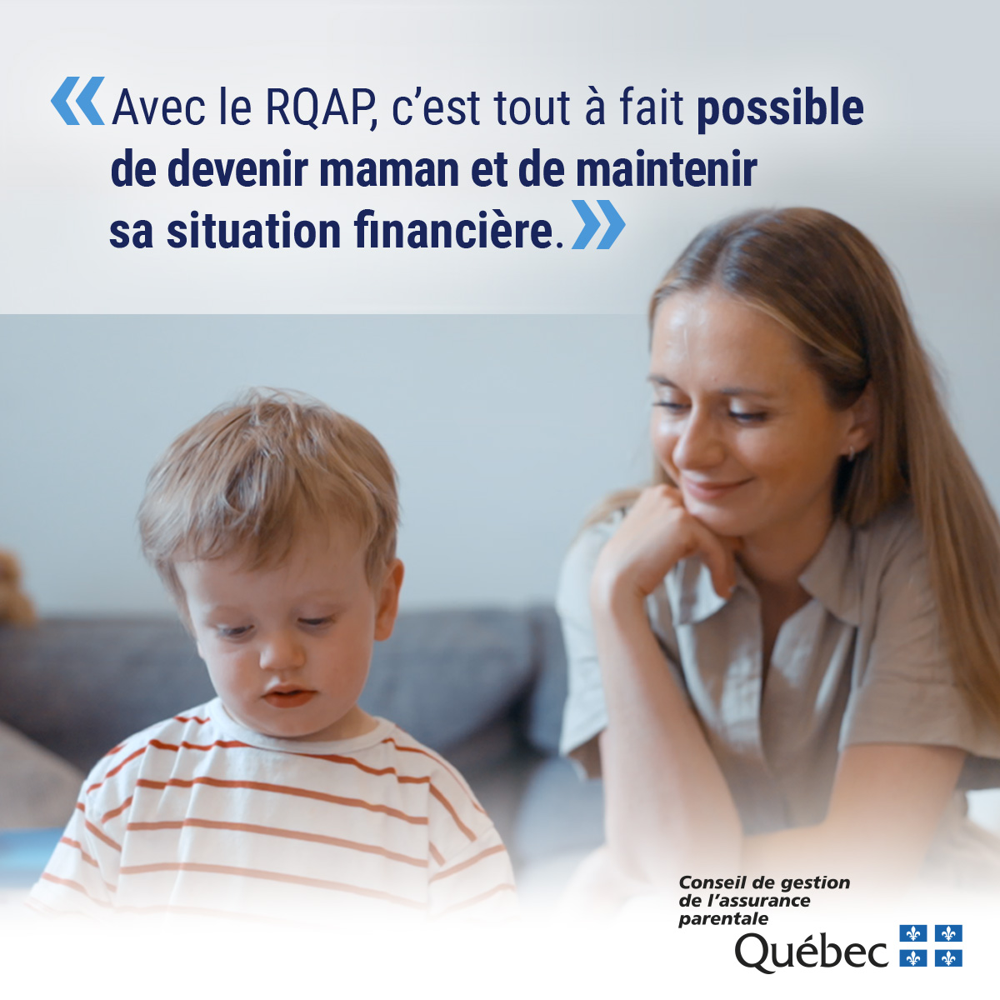 « Avec le RQAP, c’est tout à fait possible
de devenir maman et de maintenir
sa situation financière. »
Conseil de gestion
de l’assurance
parentale
Québec